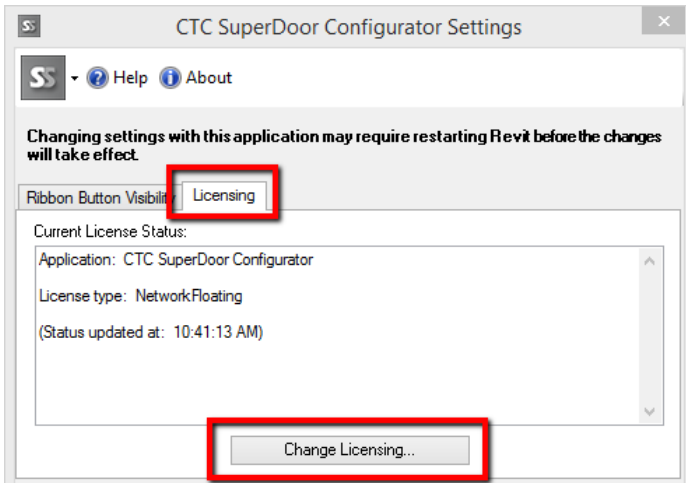 SS CTC SuperDoor Configurator Settings ×
SS Help About
Changing settings with this application may require restarting Revit before the changes
will take effect.
Ribbon Button Visibility Licensing
Current License Status:
Application: CTC SuperDoor Configurator
License type: NetworkFloating
(Status updated at: 10:41:13 AM)
Change Licensing...